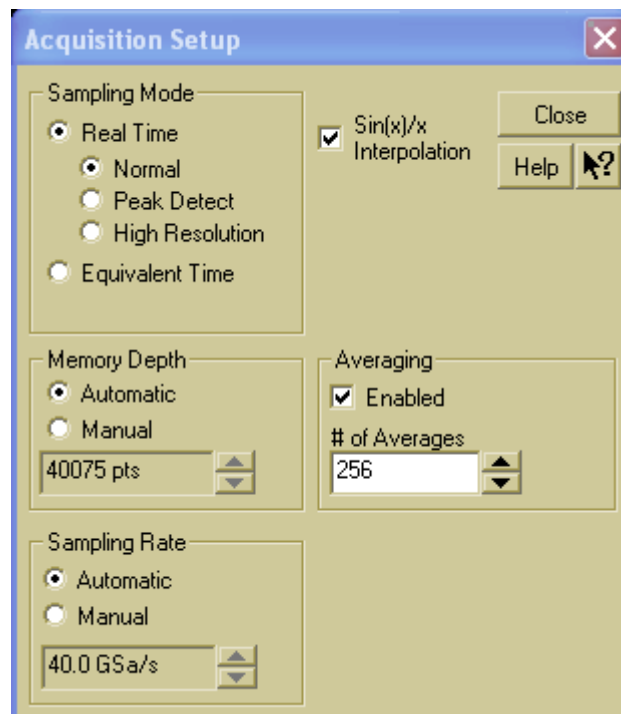 Acquisition Setup
Sampling Mode
Real Time
Normal
Peak Detect
High Resolution
Equivalent Time
Sin(x)/x
Interpolation
Close
Help
?
Memory Depth
Automatic
Manual
40075 pts
Averaging
Enabled
# of Averages
256
Sampling Rate
Automatic
Manual
40.0 GSa/s